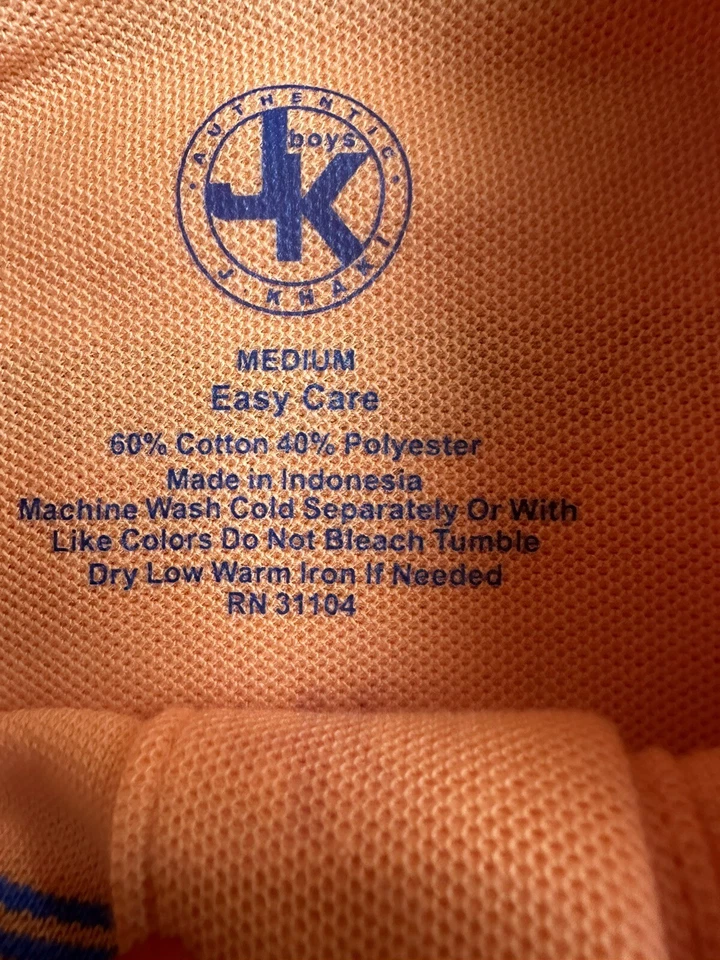 AUTHENTIC
boys
JK
J. KHAKI
MEDIUM
Easy Care
60% Cotton 40% Polyester
Made in Indonesia
Machine Wash Cold Separately Or With
Like Colors Do Not Bleach Tumble
Dry Low Warm Iron If Needed
RN 31104